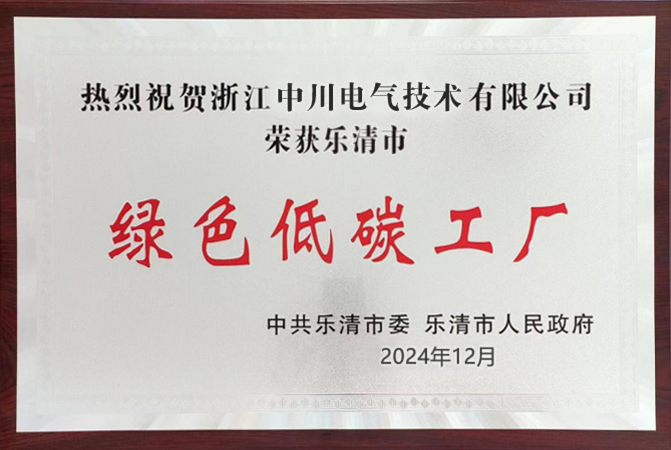 热烈祝贺浙江中川电气技术有限公司
荣获乐清市
绿色低碳工厂
中共乐清市委 乐清市人民政府
2024年12月